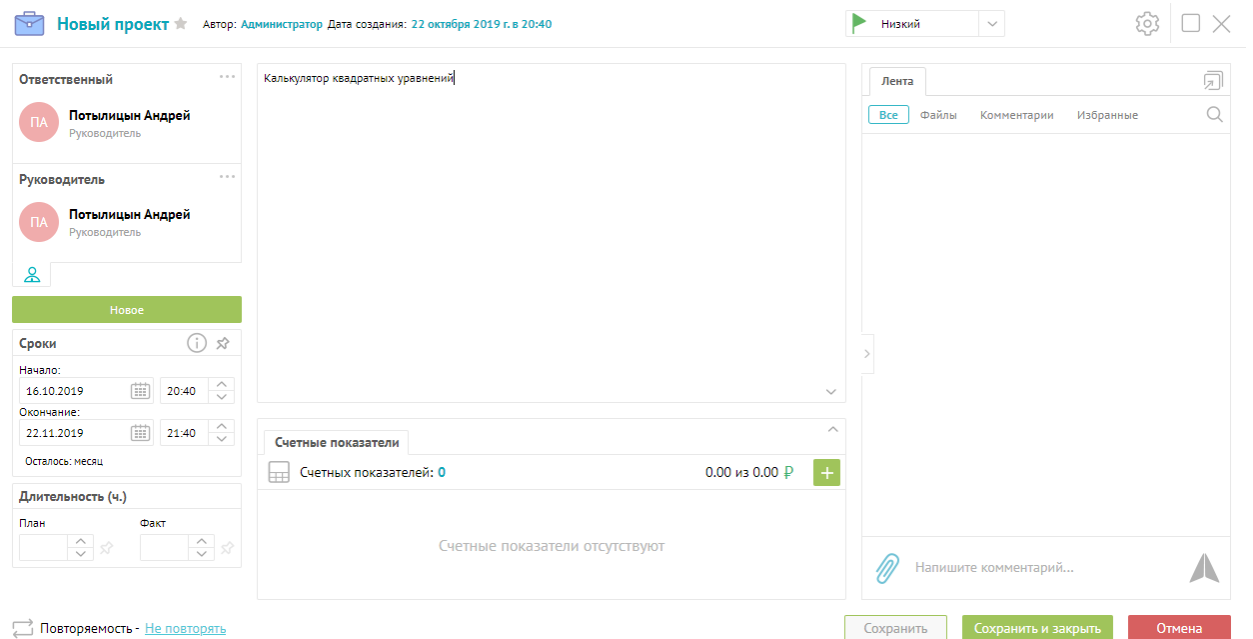 Новый проект Автор: Администратор Дата создания: 22 октября 2019 г. в 20:40 Низкий
Ответственный
ПА
Потылицын Андрей
Руководитель
Руководитель
ПА
Потылицын Андрей
Руководитель
Новое
Сроки
Начало:
16.10.2019 20:40
Окончание:
22.11.2019 21:40
Осталось: месяц
Длительность (ч.)
План Факт
Калькулятор квадратных уравнений
Счетные показатели
Счетных показателей: 0 0.00 из 0.00 ₽
Счетные показатели отсутствуют
Лента
Все Файлы Комментарии Избранные
Напишите комментарий...
Повторяемость - Не повторять Сохранить Сохранить и закрыть Отмена